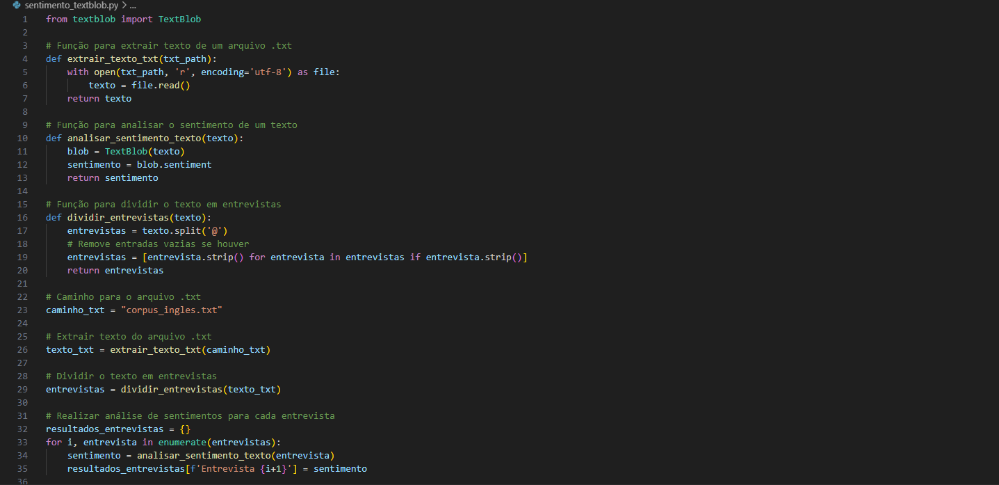 sentimento_textblob.py > ...
1 from textblob import TextBlob
2
3 # Função para extrair texto de um arquivo .txt
4 def extrair_texto_txt(txt_path):
5     with open(txt_path, 'r', encoding='utf-8') as file:
6         texto = file.read()
7     return texto
8
9 # Função para analisar o sentimento de um texto
10 def analisar_sentimento_texto(texto):
11     blob = TextBlob(texto)
12     sentimento = blob.sentiment
13     return sentimento
14
15 # Função para dividir o texto em entrevistas
16 def dividir_entrevistas(texto):
17     entrevistas = texto.split('@')
18     # Remove entradas vazias se houver
19     entrevistas = [entrevista.strip() for entrevista in entrevistas if entrevista.strip()]
20     return entrevistas
21
22 # Caminho para o arquivo .txt
23 caminho_txt = "corpus_ingles.txt"
24
25 # Extrair texto do arquivo .txt
26 texto_txt = extrair_texto_txt(caminho_txt)
27
28 # Dividir o texto em entrevistas
29 entrevistas = dividir_entrevistas(texto_txt)
30
31 # Realizar análise de sentimentos para cada entrevista
32 resultados_entrevistas = {}
33 for i, entrevista in enumerate(entrevistas):
34     sentimento = analisar_sentimento_texto(entrevista)
35     resultados_entrevistas[f'Entrevista {i+1}'] = sentimento
36